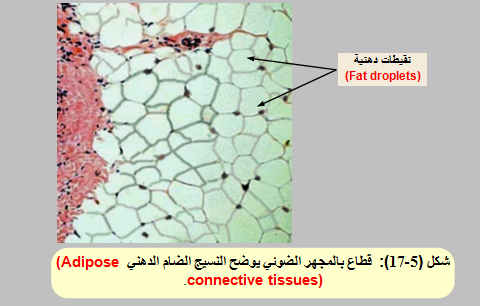 نقيطات دهنية
(Fat droplets)
شكل (5-17): قطاع بالمجهر الضوئي يوضح النسيج الضام الدهني (Adipose
connective tissues).